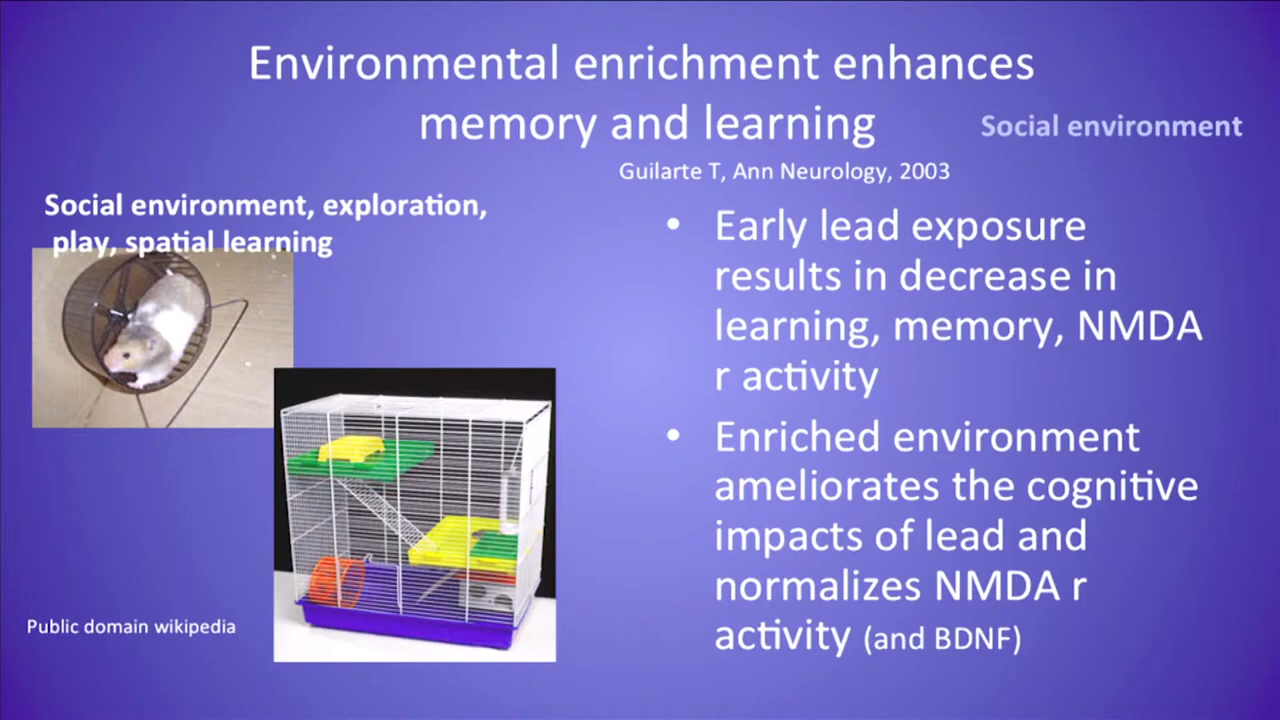 Environmental enrichment enhances
memory and learning
Social environment
Guilarte T, Ann Neurology, 2003
Social environment, exploration,
play, spatial learning
• Early lead exposure
results in decrease in
learning, memory, NMDA
r activity
• Enriched environment
ameliorates the cognitive
impacts of lead and
normalizes NMDA r
activity (and BDNF)
Public domain wikipedia